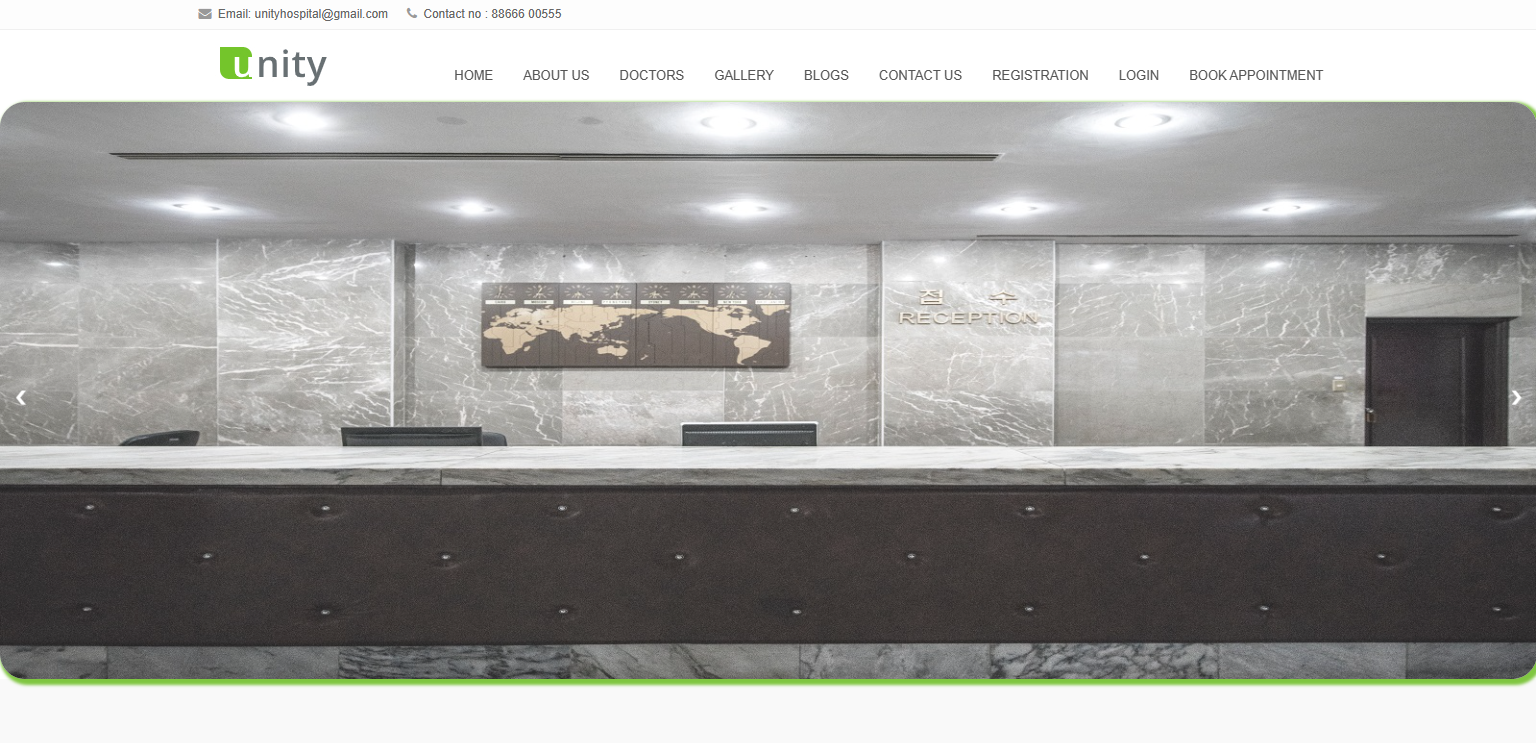 Email: unityhospital@gmail.com Contact no : 88666 00555
unity
HOME ABOUT US DOCTORS GALLERY BLOGS CONTACT US REGISTRATION LOGIN BOOK APPOINTMENT
접 수
RECEPTION